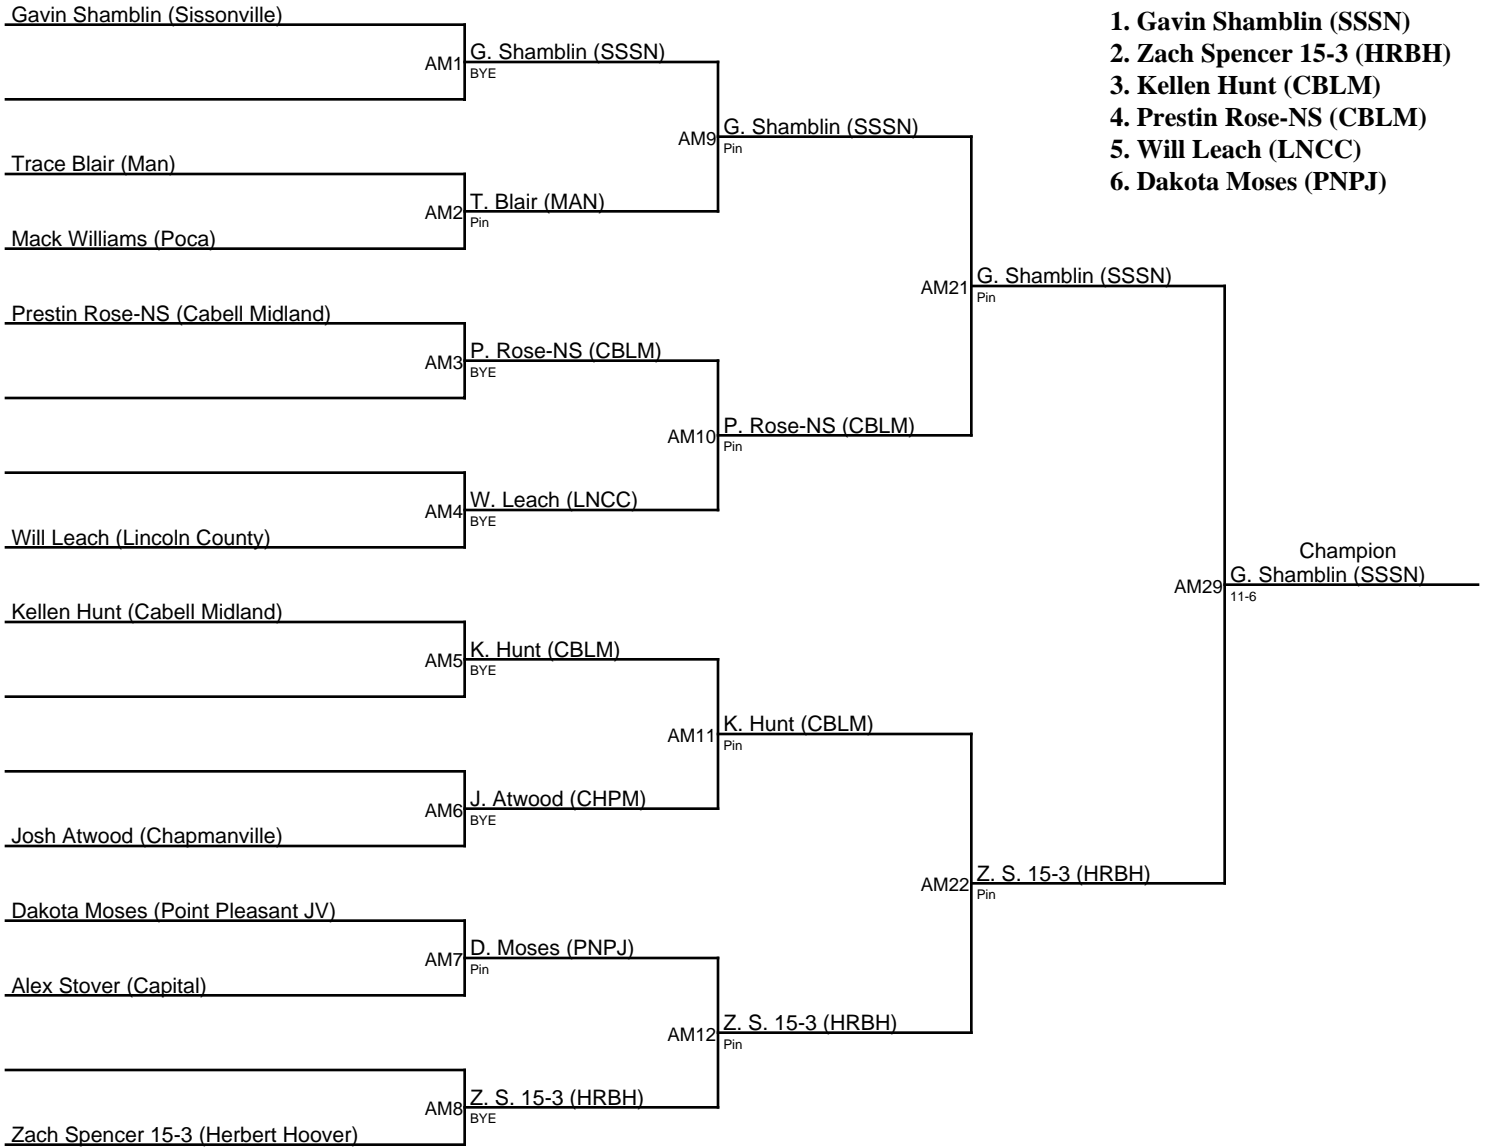 Gavin Shamblin (Sissonville)
AM1
G. Shamblin (SSSN)
BYE
Trace Blair (Man)
AM2
T. Blair (MAN)
Pin
Mack Williams (Poca)
AM9
G. Shamblin (SSSN)
Pin
Prestin Rose-NS (Cabell Midland)
AM3
P. Rose-NS (CBLM)
BYE
AM10
P. Rose-NS (CBLM)
Pin
AM4
W. Leach (LNCC)
BYE
Will Leach (Lincoln County)
AM21
G. Shamblin (SSSN)
Pin
Kellen Hunt (Cabell Midland)
AM5
K. Hunt (CBLM)
BYE
AM11
K. Hunt (CBLM)
Pin
AM6
J. Atwood (CHPM)
BYE
Josh Atwood (Chapmanville)
AM22
Z. S. 15-3 (HRBH)
Pin
Dakota Moses (Point Pleasant JV)
AM7
D. Moses (PNPJ)
Pin
Alex Stover (Capital)
AM12
Z. S. 15-3 (HRBH)
Pin
AM8
Z. S. 15-3 (HRBH)
BYE
Zach Spencer 15-3 (Herbert Hoover)
Champion
AM29
G. Shamblin (SSSN)
11-6
1. Gavin Shamblin (SSSN)
2. Zach Spencer 15-3 (HRBH)
3. Kellen Hunt (CBLM)
4. Prestin Rose-NS (CBLM)
5. Will Leach (LNCC)
6. Dakota Moses (PNPJ)